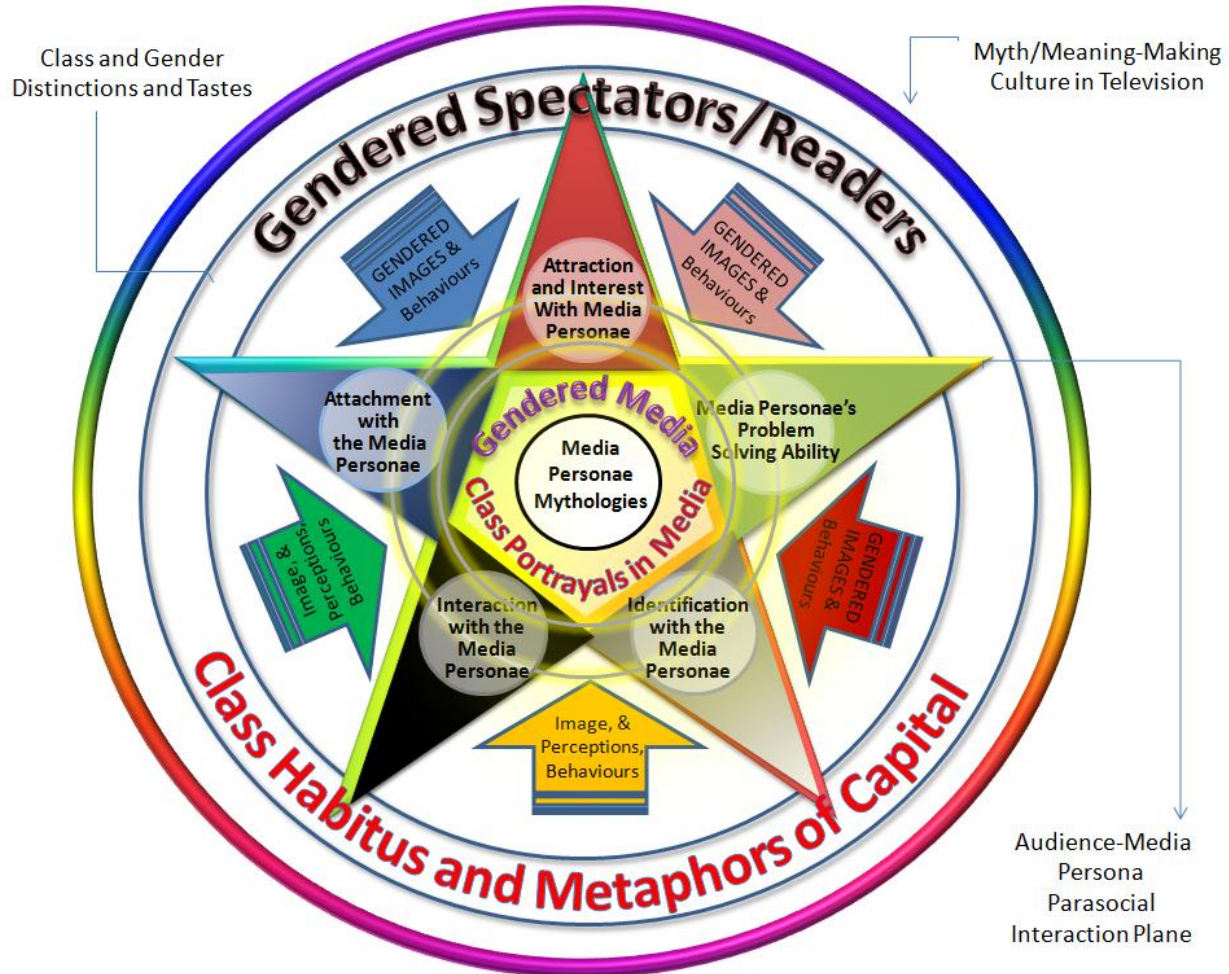 Class and Gender
Distinctions and Tastes
Myth/Meaning-Making
Culture in Television
Gendered Spectators/Readers
GENDERED
IMAGES &
Behaviours
GENDERED
IMAGES &
Behaviours
Attraction
and Interest
With Media
Personae
Attachment
with
the Media
Personae
Gendered Media
Media Personae's
Problem
Solving Ability
Media
Personae
Mythologies
Class Portrayals in Media
Image, &
Perceptions,
Behaviours
GENDERED
IMAGES &
Behaviours
Interaction
with the
Media
Personae
Identification
with the
Media
Personae
Image, &
Perceptions,
Behaviours
Class Habitus and Metaphors of Capital
Audience-Media
Persona
Parasocial
Interaction Plane